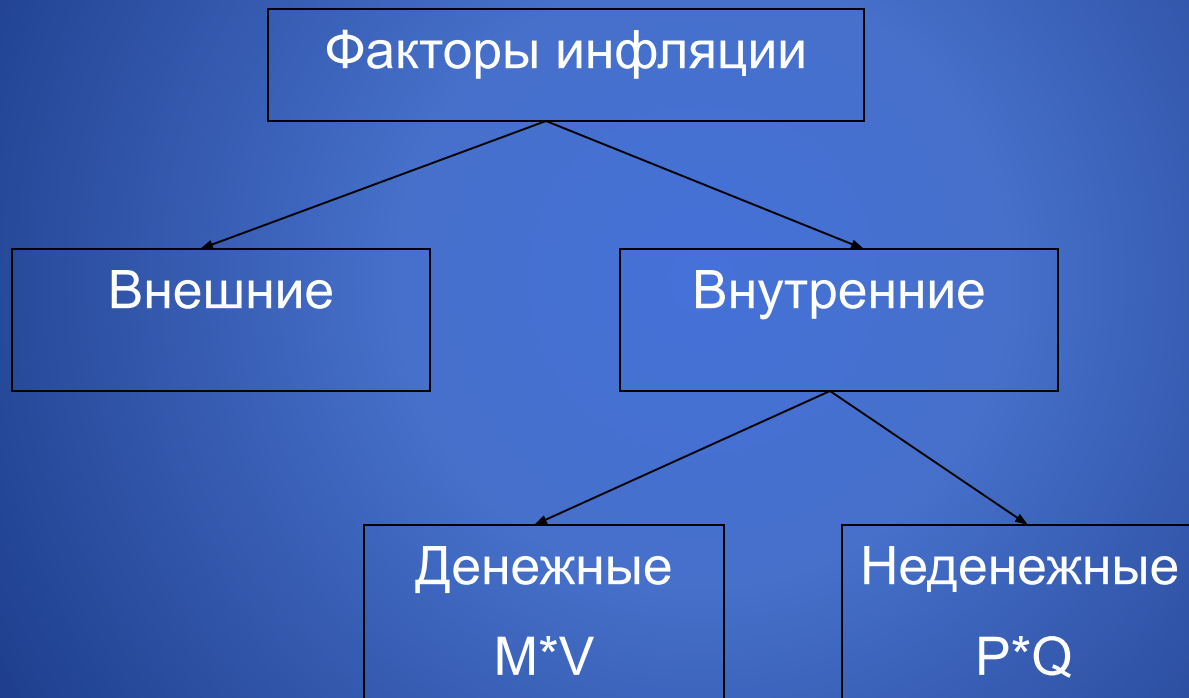 Факторы инфляции
Внешние
Внутренние
Денежные
M*V
Неденежные
P*Q